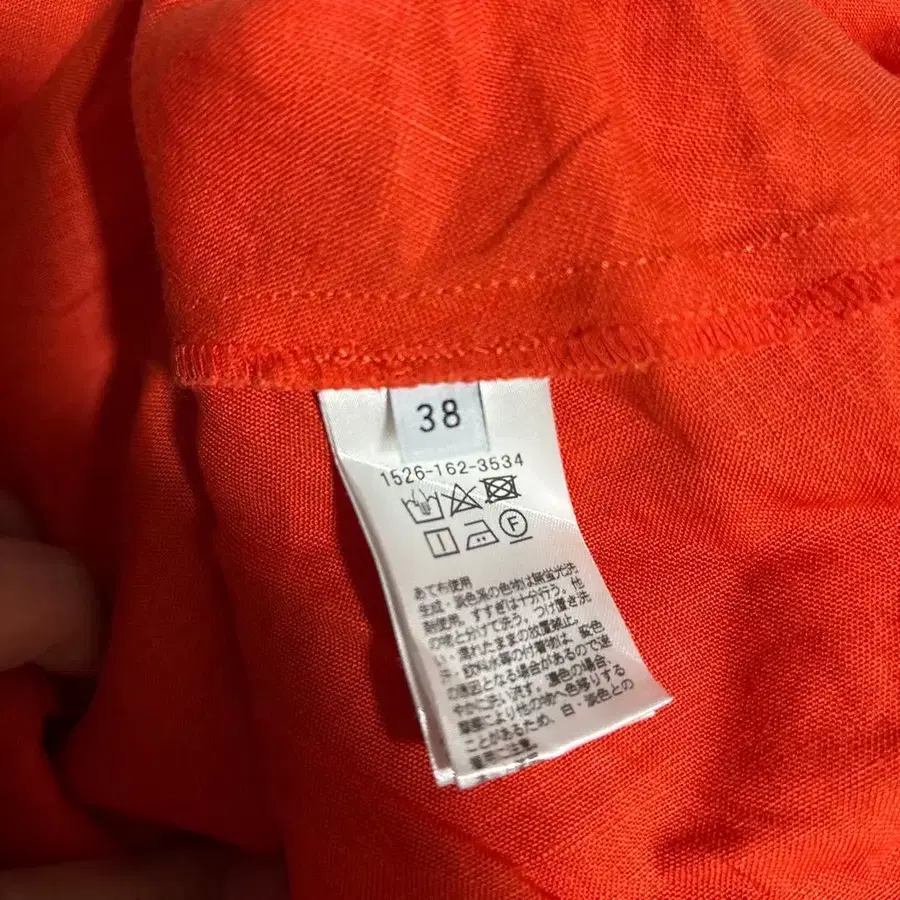 38
1526-162-3534
F
あて布使用
生成・淡色系の色物は無蛍光洗
剤使用。すすぎは十分行う。他
の物と分けて洗う。つけ置き洗
い・濡れたままの放置禁止。
汗、飲料水等の付着物は、変色
の原因となる場合があるので速
やかに洗い流す。濃色の場合、
摩擦により他の物へ色移りする
ことがあるため、白・淡色との
着用ご注意